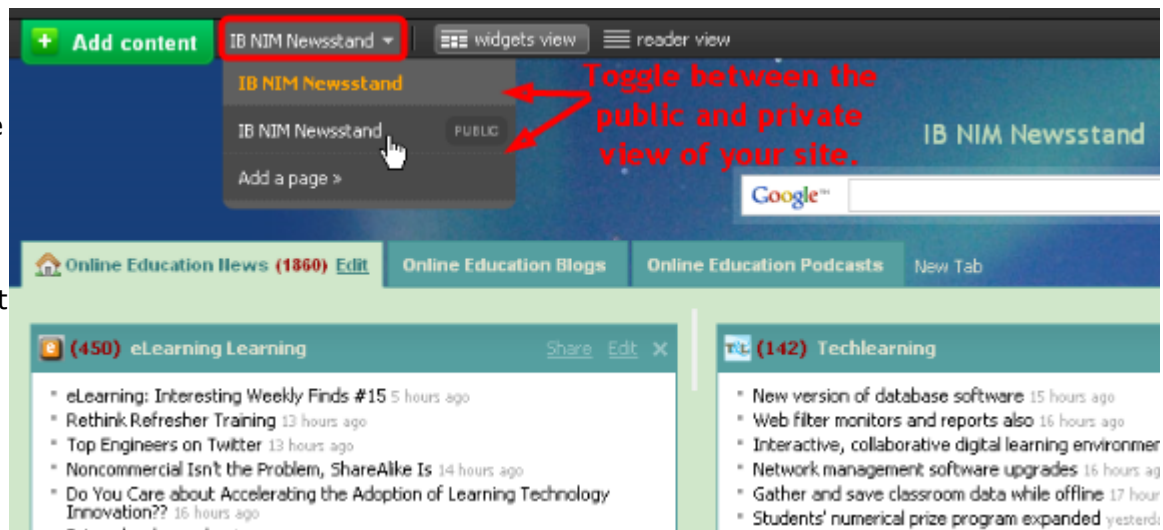 Add content IB NIM Newsstand widgets view reader view
IB NIM Newsstand
IB NIM Newsstand PUBLIC
Add a page »
Toggle between the
public and private
view of your site.
IB NIM Newsstand
Google™
Online Education News (1860) Edit Online Education Blogs Online Education Podcasts New Tab
(450) eLearning Learning Share Edit
eLearning: Interesting Weekly Finds #15 5 hours ago
Rethink Refresher Training 13 hours ago
Top Engineers on Twitter 13 hours ago
Noncommercial Isn't the Problem, ShareAlike Is 14 hours ago
Do You Care about Accelerating the Adoption of Learning Technology
Innovation?? 16 hours ago
(142) Techlearning
New version of database software 15 hours ago
Web filter monitors and reports also 16 hours ago
Interactive, collaborative digital learning
Network management software upgrades 16 hours
Gather and save classroom data while offline 17
Students' numerical prize program expanded